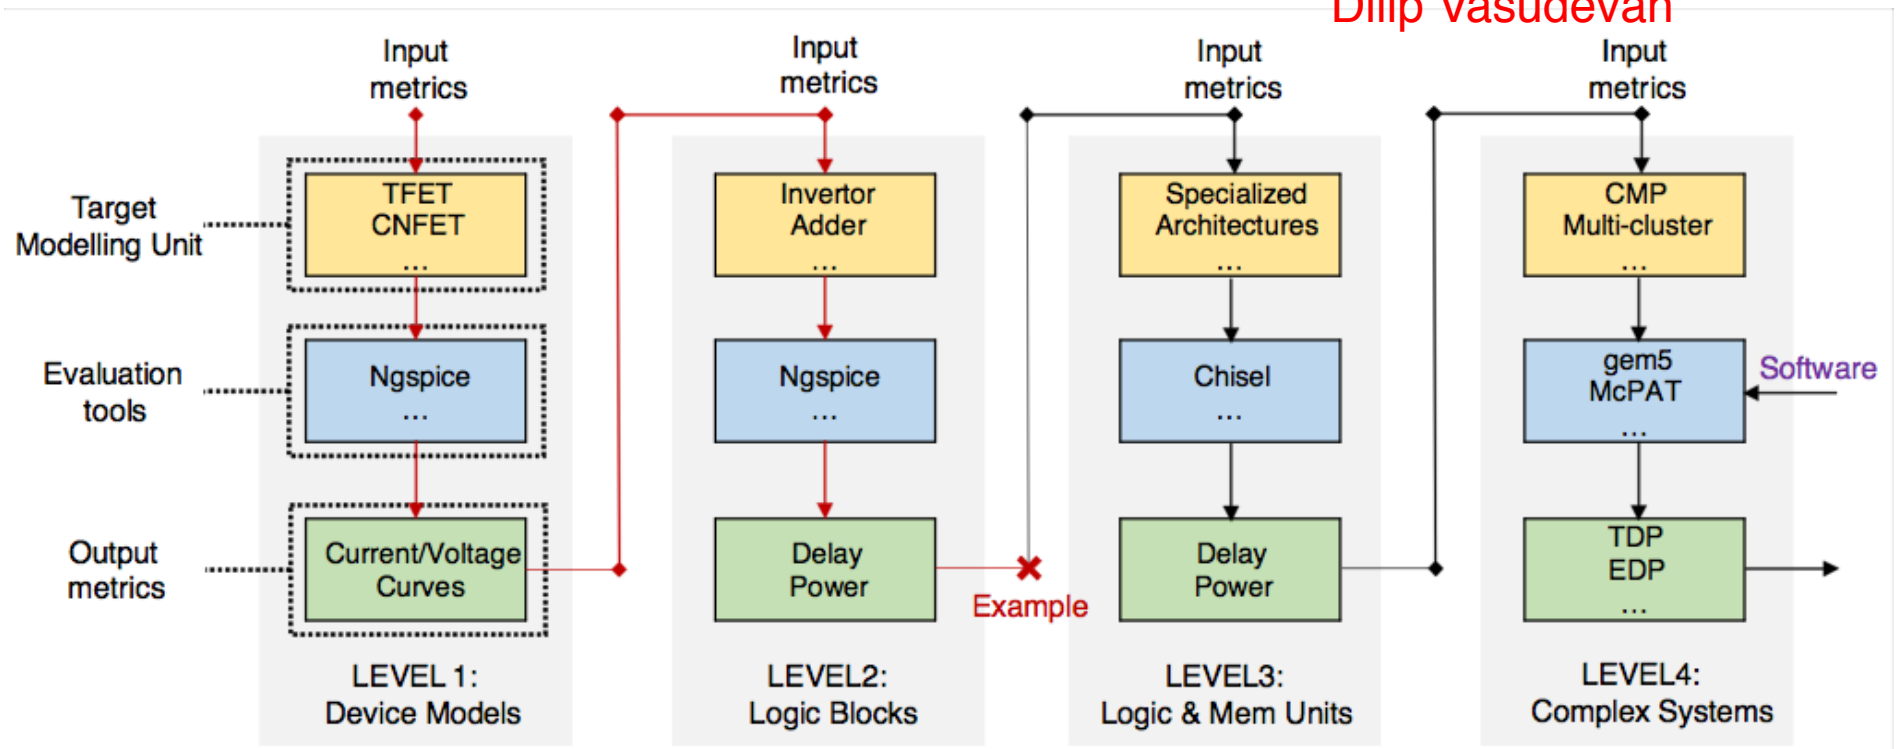 Dilip Vasudevan
Input
metrics
Input
metrics
Input
metrics
Input
metrics
Target
Modelling Unit
TFET
CNFET
...
Invertor
Adder
...
Specialized
Architectures
...
CMP
Multi-cluster
...
Evaluation
tools
Ngspice
...
Ngspice
...
Chisel
...
gem5
McPAT
...
Software
Output
metrics
Current/Voltage
Curves
Delay
Power
Example
Delay
Power
TDP
EDP
...
LEVEL 1:
Device Models
LEVEL2:
Logic Blocks
LEVEL3:
Logic & Mem Units
LEVEL4:
Complex Systems